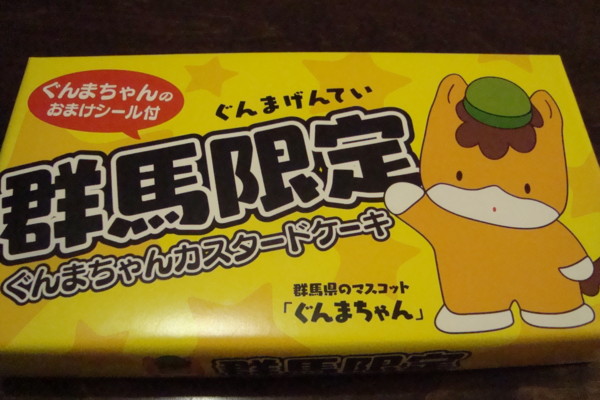 ぐんまちゃんの
おまけシール付
ぐんまげんてい
群馬限定
ぐんまちゃんカスタードケーキ
群馬県のマスコット
「ぐんまちゃん」
群馬限定